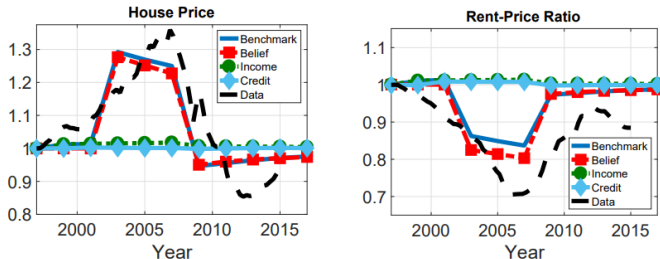 House Price
1.3
1.2
1.1
1
0.9
0.8
Benchmark
Belief
Income
Credit
Data
2000
2005
2010
2015
Year
Rent-Price Ratio
1.1
1
0.9
0.8
0.7
Benchmark
Belief
Income
Credit
Data
2000
2005
2010
2015
Year